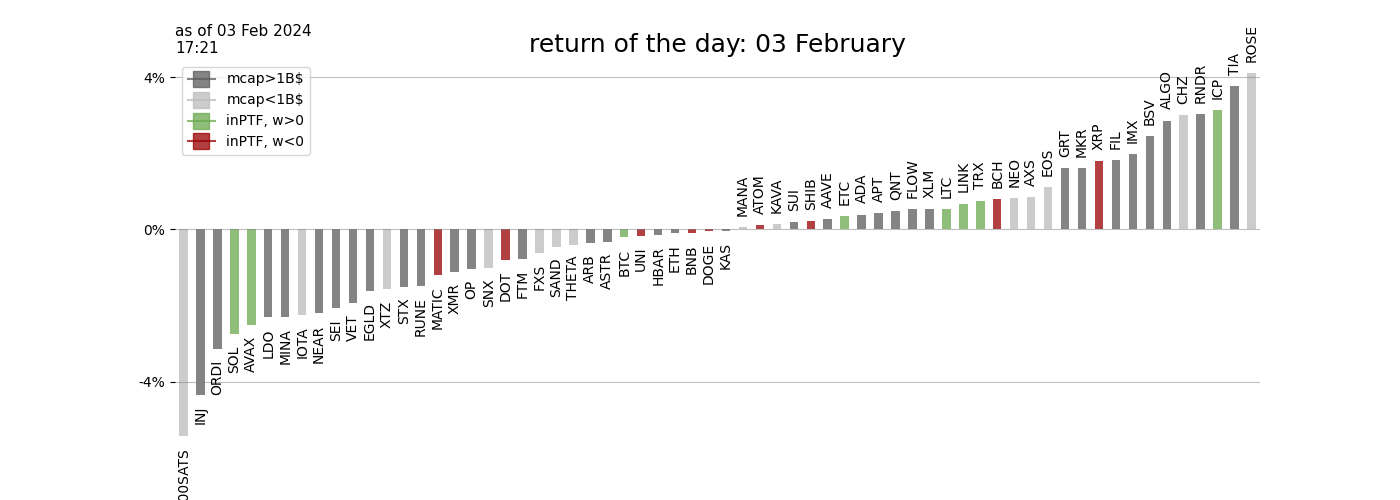 as of 03 Feb 2024
17:21
return of the day: 03 February
mcap>1B$
mcap<1B$
inPTF, w>0
inPTF, w<0
4%
0%
-4%
00SATS
INJ
ORDI
SOL
AVAX
LDO
MINA
IOTA
NEAR
SEI
VET
EGLD
XTZ
STX
RUNE
MATIC
XMR
OP
SNX
DOT
FTM
FXS
SAND
THETA
ARB
ASTR
BTC
UNI
HBAR
ETH
BNB
DOGE
KAS
MANA
ATOM
KAVA
SUI
SHIB
AAVE
ETC
ADA
APT
QNT
FLOW
XLM
LTC
LINK
TRX
BCH
NEO
AXS
EOS
GRT
MKR
XRP
FIL
IMX
BSV
ALGO
CHZ
RNDR
ICP
TIA
ROSE